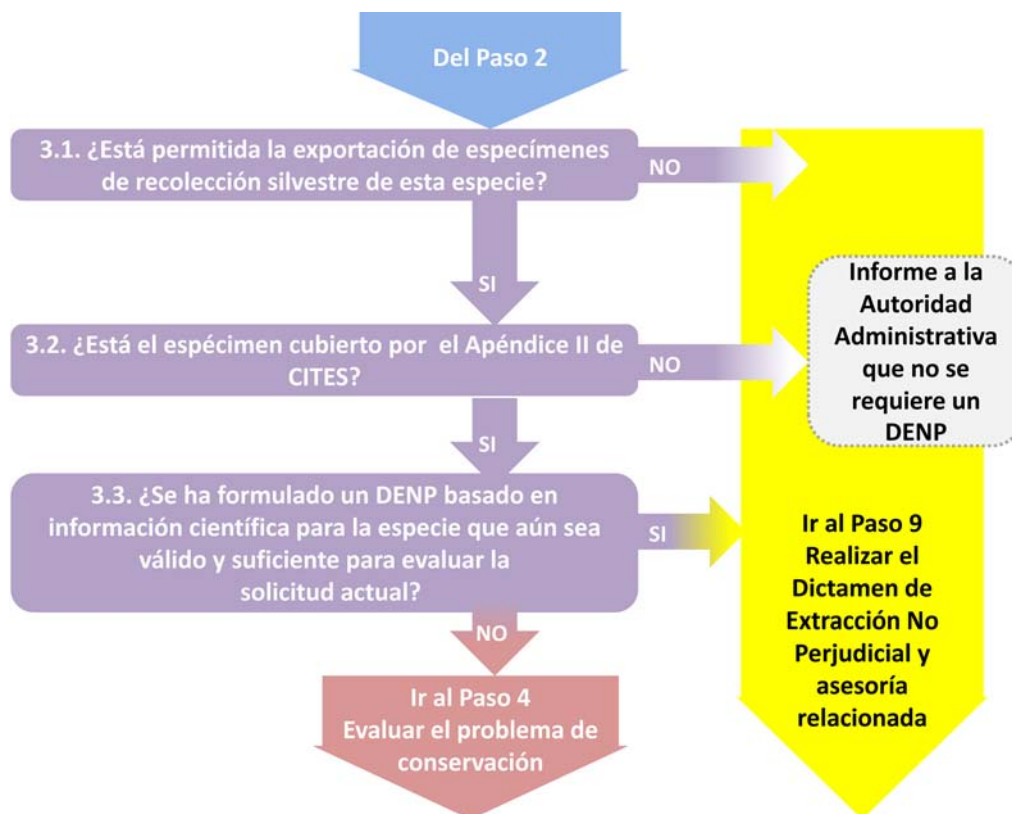 Del Paso 2
3.1. ¿Está permitida la exportación de especímenes
de recolección silvestre de esta especie?
NO
SI
3.2. ¿Está el espécimen cubierto por el Apéndice II de
CITES?
NO
Informe a la
Autoridad
Administrativa
que no se
requiere un
DENP
SI
3.3. ¿Se ha formulado un DENP basado en
información científica para la especie que aún sea
válido y suficiente para evaluar la
solicitud actual?
SI
Ir al Paso 9
Realizar el
Dictamen de
Extracción No
Perjudicial y
asesoría
relacionada
NO
Ir al Paso 4
Evaluar el problema de
conservación